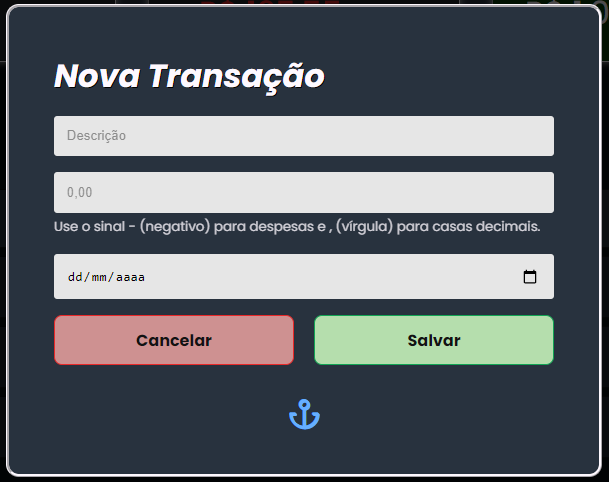 Nova Transação
Descrição
0,00
Use o sinal - (negativo) para despesas e , (vírgula) para casas decimais.
dd/mm/aaaa
Cancelar Salvar